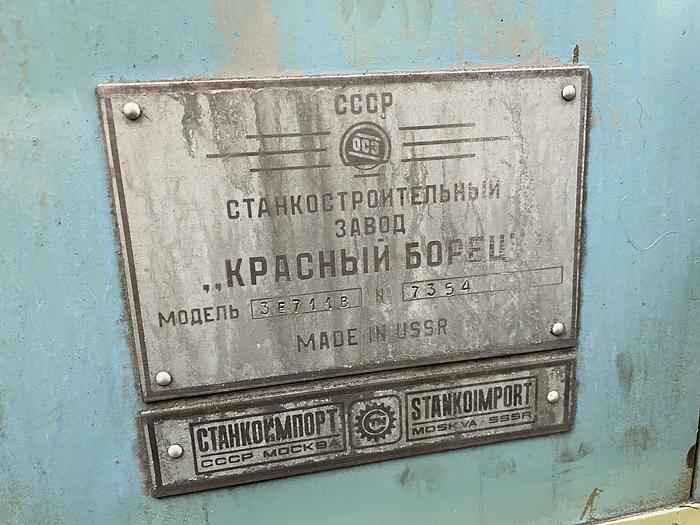 СССР
ОСЗ
СТАНКОСТРОИТЕЛЬНЫЙ
ЗАВОД
„КРАСНЫЙ БОРЕЦ"
МОДЕЛЬ 3Е711В № 7354
MADE IN USSR
СТАНКОИМПОРТ
СССР МОСКВА
STANKOIMPORT
MOSKVA SSSR